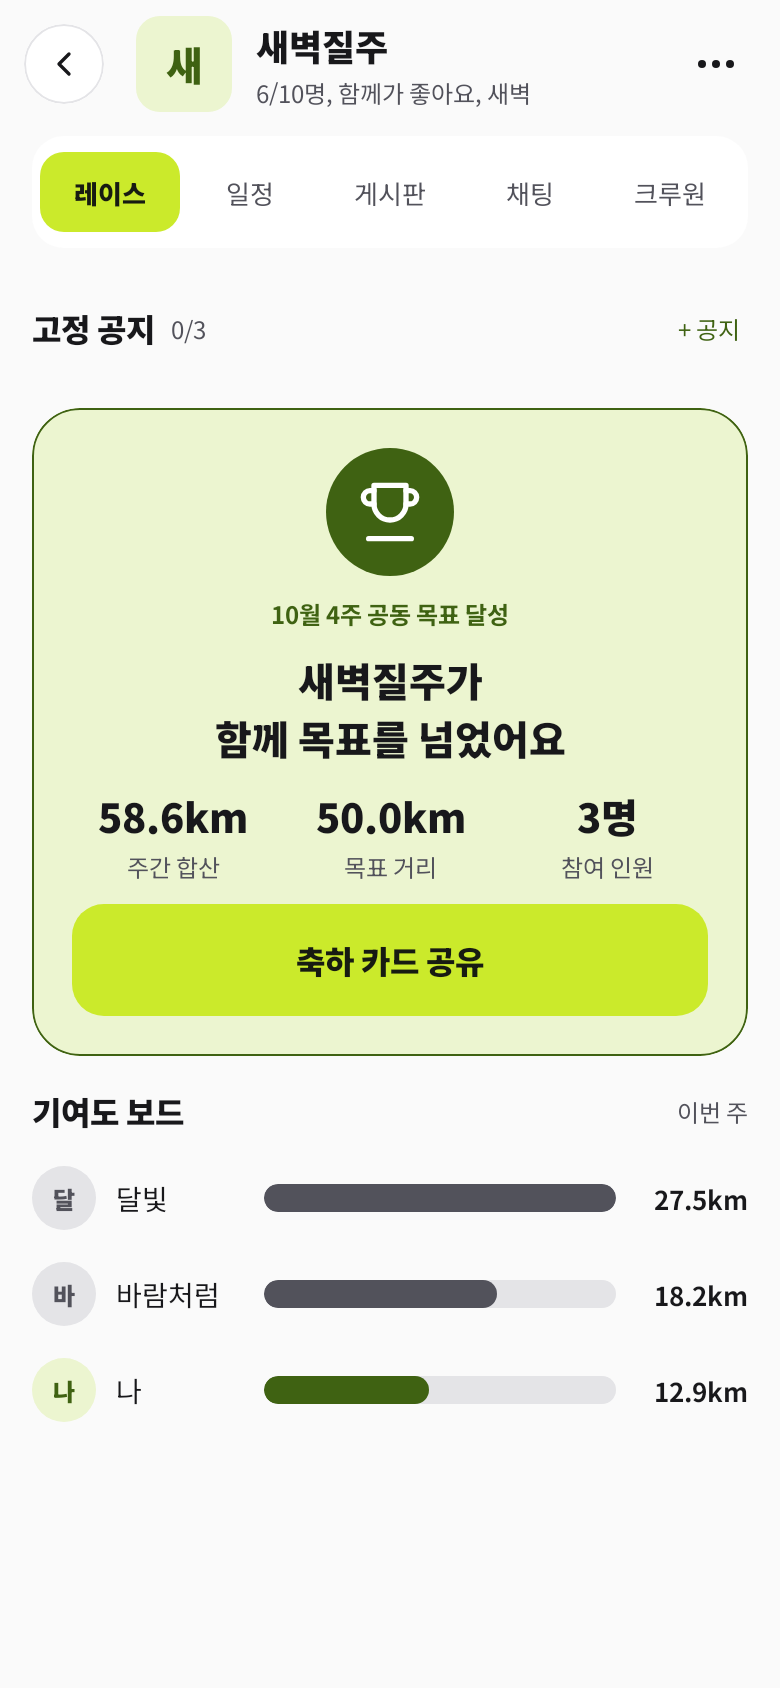 새
새벽질주
6/10명, 함께가 좋아요, 새벽
레이스 일정 게시판 채팅 크루원
고정 공지 0/3 + 공지
10월 4주 공동 목표 달성
새벽질주가
함께 목표를 넘었어요
58.6km 50.0km 3명
주간 합산 목표 거리 참여 인원
축하 카드 공유
기여도 보드 이번 주
달 달빛 27.5km
바 바람처럼 18.2km
나 나 12.9km